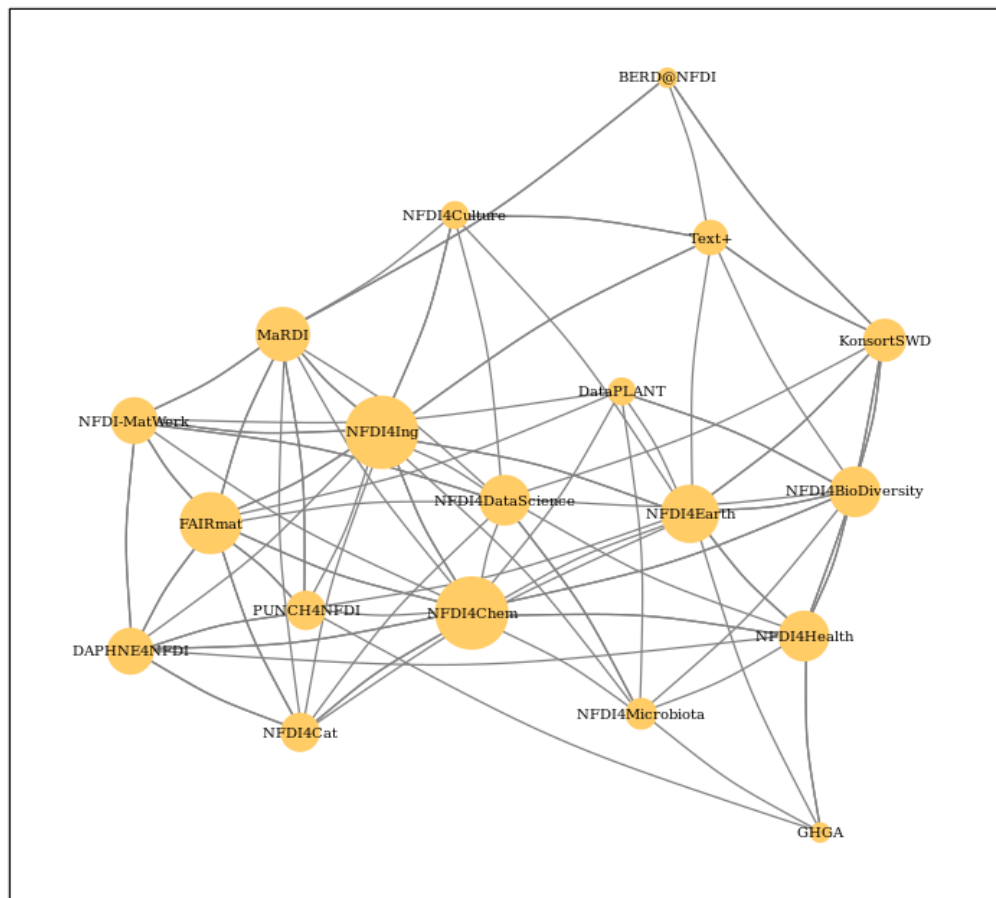 BERD@NFDI
NFDI4Culture
Text+
MaRDI
KonsortSWD
DataPLANT
NFDI-MatWerk
NFDI4Ing
NFDI4DataScience
NFDI4BioDiversity
NFDI4Earth
FAIRmat
PUNCH4NFDI
NFDI4Chem
NFDI4Health
DAPHNE4NFDI
NFDI4Microbiota
NFDI4Cat
GHGA